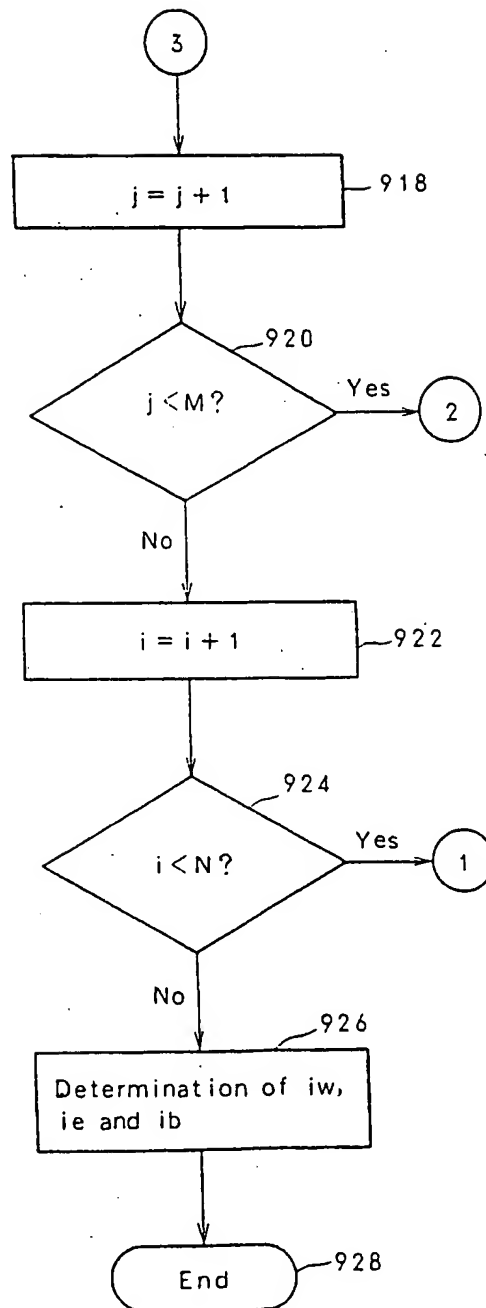 3
j = j + 1
918
920
j < M?
Yes
2
No
i = i + 1
922
924
i < N?
Yes
1
No
926
Determination of iw,
ie and ib
End
928